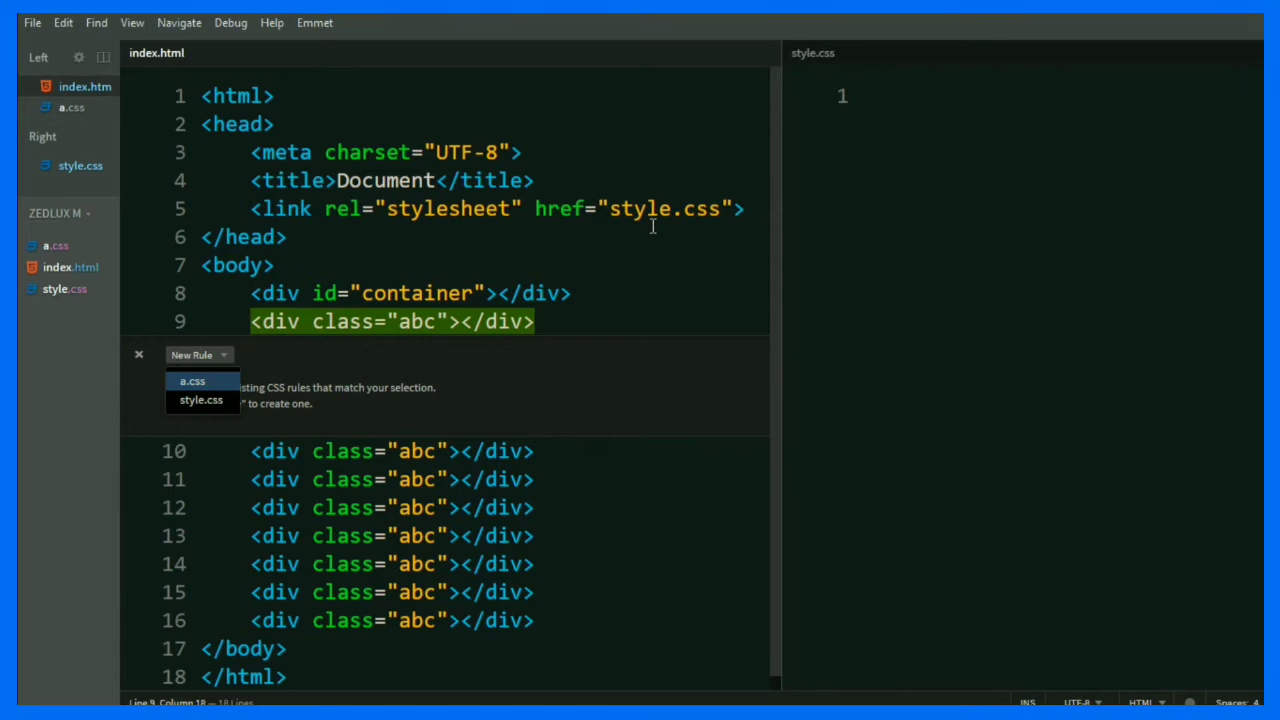 File Edit Find View Navigate Debug Help Emmet
Left
index.htm
a.css
Right
style.css
ZEDLUX M
a.css
index.html
style.css
index.html
1 <html>
2 <head>
3 <meta charset="UTF-8">
4 <title>Document</title>
5 <link rel="stylesheet" href="style.css">
6 </head>
7 <body>
8 <div id="container"></div>
9 <div class="abc"></div>
New Rule
a.css
style.css
isting CSS rules that match your selection.
" to create one.
10 <div class="abc"></div>
11 <div class="abc"></div>
12 <div class="abc"></div>
13 <div class="abc"></div>
14 <div class="abc"></div>
15 <div class="abc"></div>
16 <div class="abc"></div>
17 </body>
18 </html>
style.css
1
Line 9, Column 18 — 18 Lines
INS UTF-8 HTML Spaces: 4